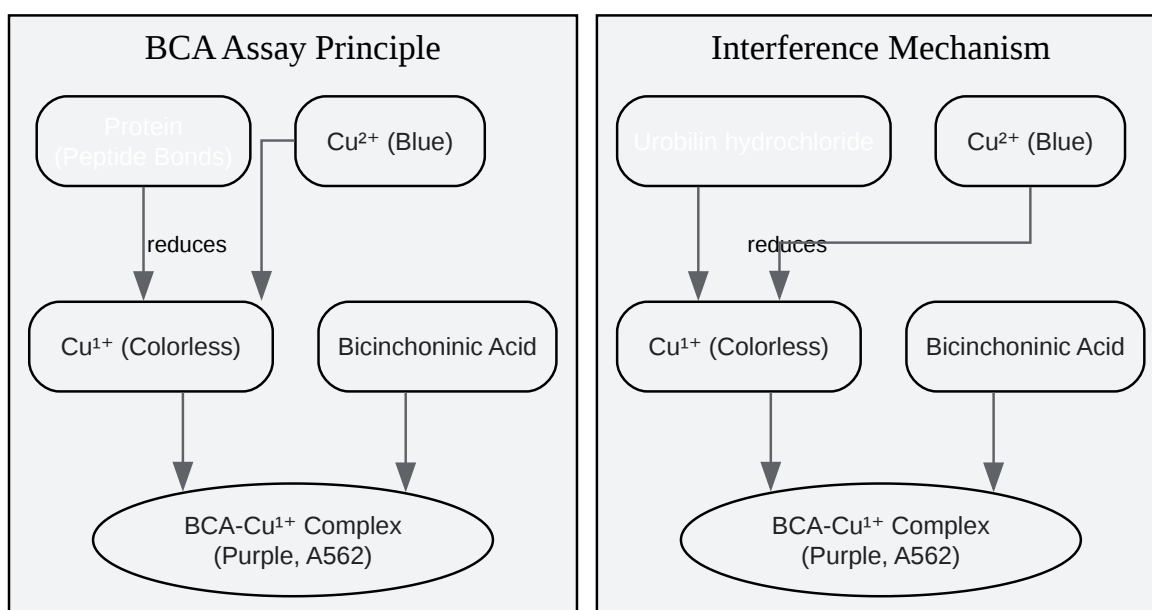 BCA Assay Principle
Protein
(Peptide Bonds)
Cu²⁺ (Blue)
reduces
Cu¹⁺ (Colorless)
Bicinchoninic Acid
BCA-Cu¹⁺ Complex
(Purple, A562)
Interference Mechanism
Urobilin hydrochloride
Cu²⁺ (Blue)
reduces
Cu¹⁺ (Colorless)
Bicinchoninic Acid
BCA-Cu¹⁺ Complex
(Purple, A562)